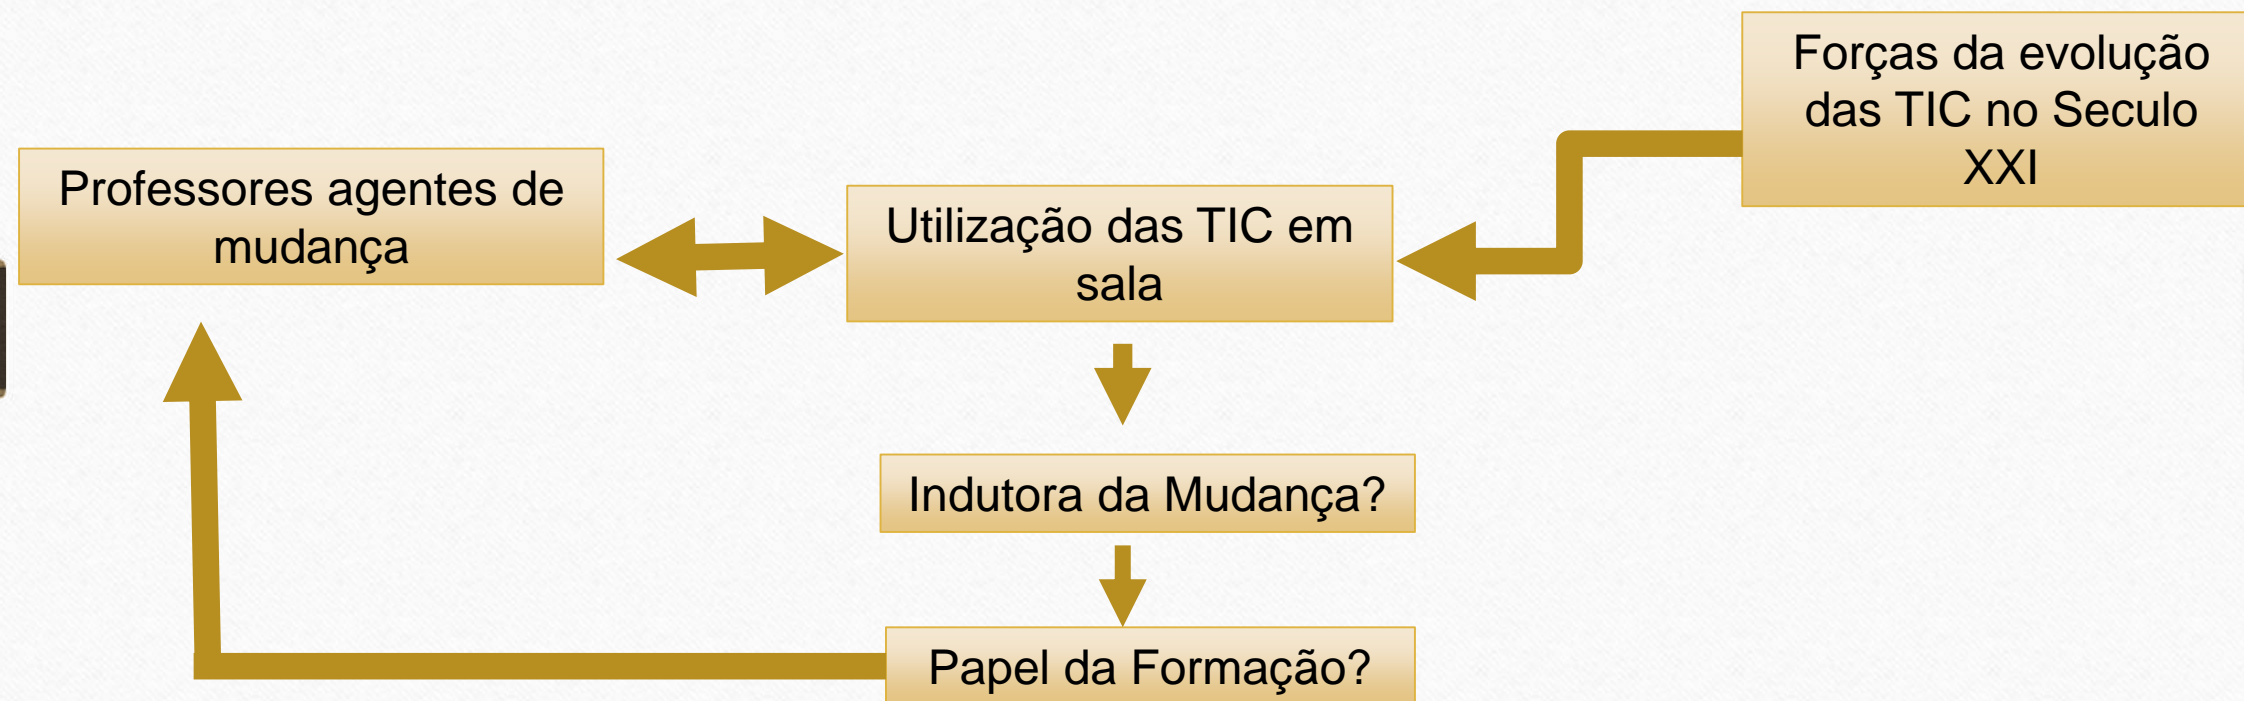 Forças da evolução
das TIC no Seculo
XXI
Professores agentes de
mudança
Utilização das TIC em
sala
Indutora da Mudança?
Papel da Formação?